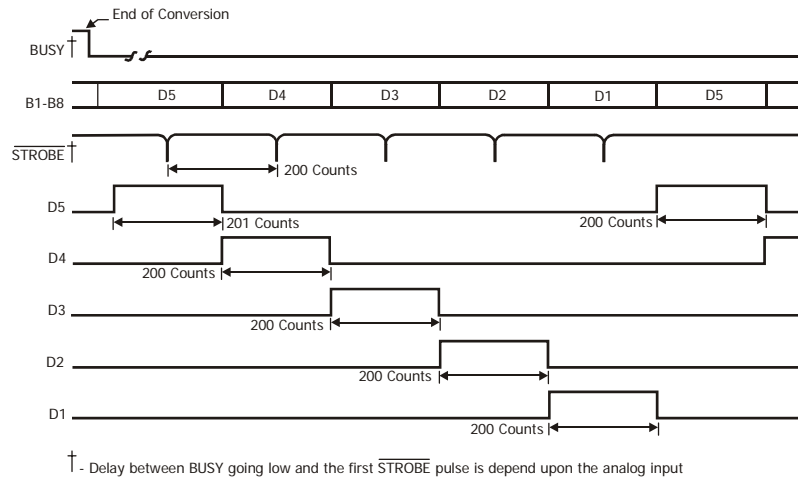 End of Conversion
BUSY†
B1-B8 D5 D4 D3 D2 D1 D5
STROBE†
200 Counts
D5 201 Counts 200 Counts
D4
200 Counts
D3
200 Counts
D2
200 Counts
D1
200 Counts
† - Delay between BUSY going low and the first STROBE pulse is depend upon the analog input